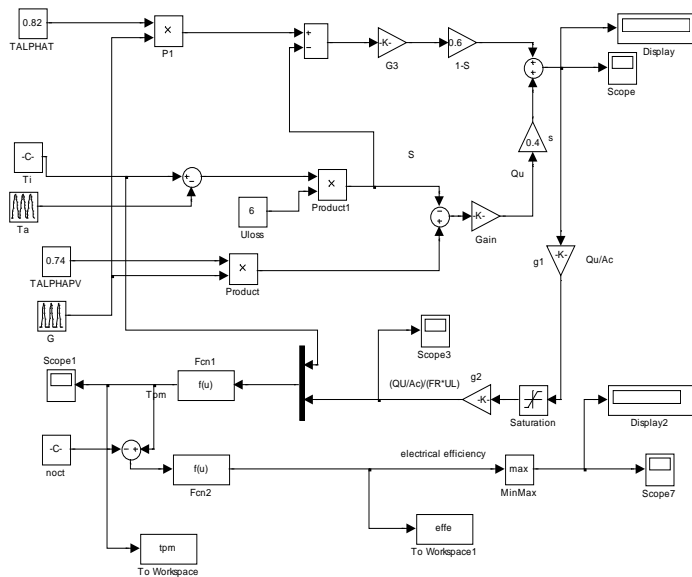 0.82
TALPHAT
×
P1
+
−
-K-
G3
0.6
1-S
+
+
Display
Scope
0.4
s
Qu
-C-
Ti
Ta
+
−
6
Uloss
×
Product1
S
−
+
-K-
Gain
0.74
TALPHAPV
×
Product
G
-K-
g1
Qu/Ac
Scope1
Tpm
Fcn1
f(u)
Scope3
(QU/Ac)/(FR*UL)
g2
-K-
Saturation
Display2
-C-
noct
− +
f(u)
Fcn2
electrical efficiency
max
MinMax
Scope7
tpm
To Workspace
effe
To Workspace1